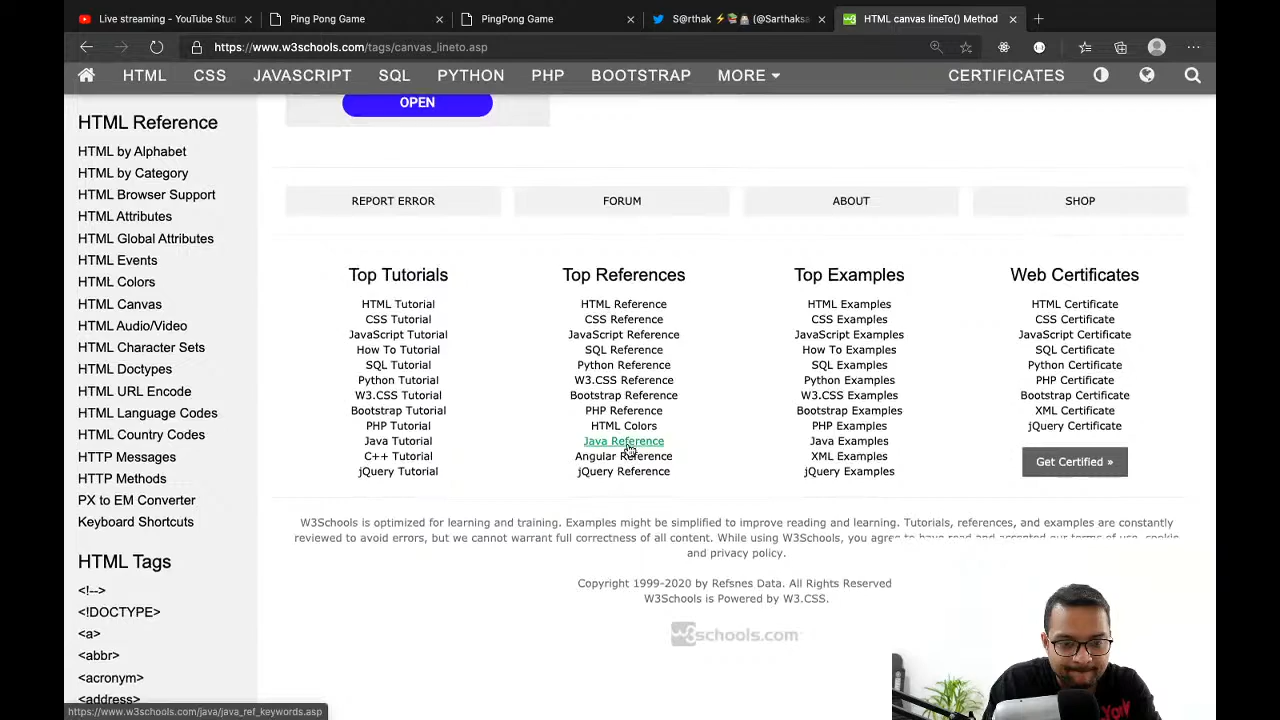 Live streaming - YouTube Stud
Ping Pong Game
PingPong Game
S@rthak
(@Sarthaksa
HTML canvas lineTo() Method
https://www.w3schools.com/tags/canvas_lineto.asp
HTML CSS JAVASCRIPT SQL PYTHON PHP BOOTSTRAP MORE CERTIFICATES
HTML Reference
HTML by Alphabet
HTML by Category
HTML Browser Support
HTML Attributes
HTML Global Attributes
HTML Events
HTML Colors
HTML Canvas
HTML Audio/Video
HTML Character Sets
HTML Doctypes
HTML URL Encode
HTML Language Codes
HTML Country Codes
HTTP Messages
HTTP Methods
PX to EM Converter
Keyboard Shortcuts
HTML Tags
<!-->
<!DOCTYPE>
<a>
<abbr>
<acronym>
<address>
OPEN
REPORT ERROR FORUM ABOUT SHOP
Top Tutorials
HTML Tutorial
CSS Tutorial
JavaScript Tutorial
How To Tutorial
SQL Tutorial
Python Tutorial
W3.CSS Tutorial
Bootstrap Tutorial
PHP Tutorial
Java Tutorial
C++ Tutorial
jQuery Tutorial
Top References
HTML Reference
CSS Reference
JavaScript Reference
SQL Reference
Python Reference
W3.CSS Reference
Bootstrap Reference
PHP Reference
HTML Colors
Java Reference
Angular Reference
jQuery Reference
Top Examples
HTML Examples
CSS Examples
JavaScript Examples
How To Examples
SQL Examples
Python Examples
W3.CSS Examples
Bootstrap Examples
PHP Examples
Java Examples
XML Examples
jQuery Examples
Web Certificates
HTML Certificate
CSS Certificate
JavaScript Certificate
SQL Certificate
Python Certificate
PHP Certificate
Bootstrap Certificate
XML Certificate
jQuery Certificate
Get Certified »
W3Schools is optimized for learning and training. Examples might be simplified to improve reading and learning. Tutorials, references, and examples are constantly
reviewed to avoid errors, but we cannot warrant full correctness of all content. While using W3Schools, you agree to have read and accepted our terms of use, cookie
and privacy policy.
Copyright 1999-2020 by Refsnes Data. All Rights Reserved
W3Schools is Powered by W3.CSS.
w3schools.com
https://www.w3schools.com/java/java_ref_keywords.asp